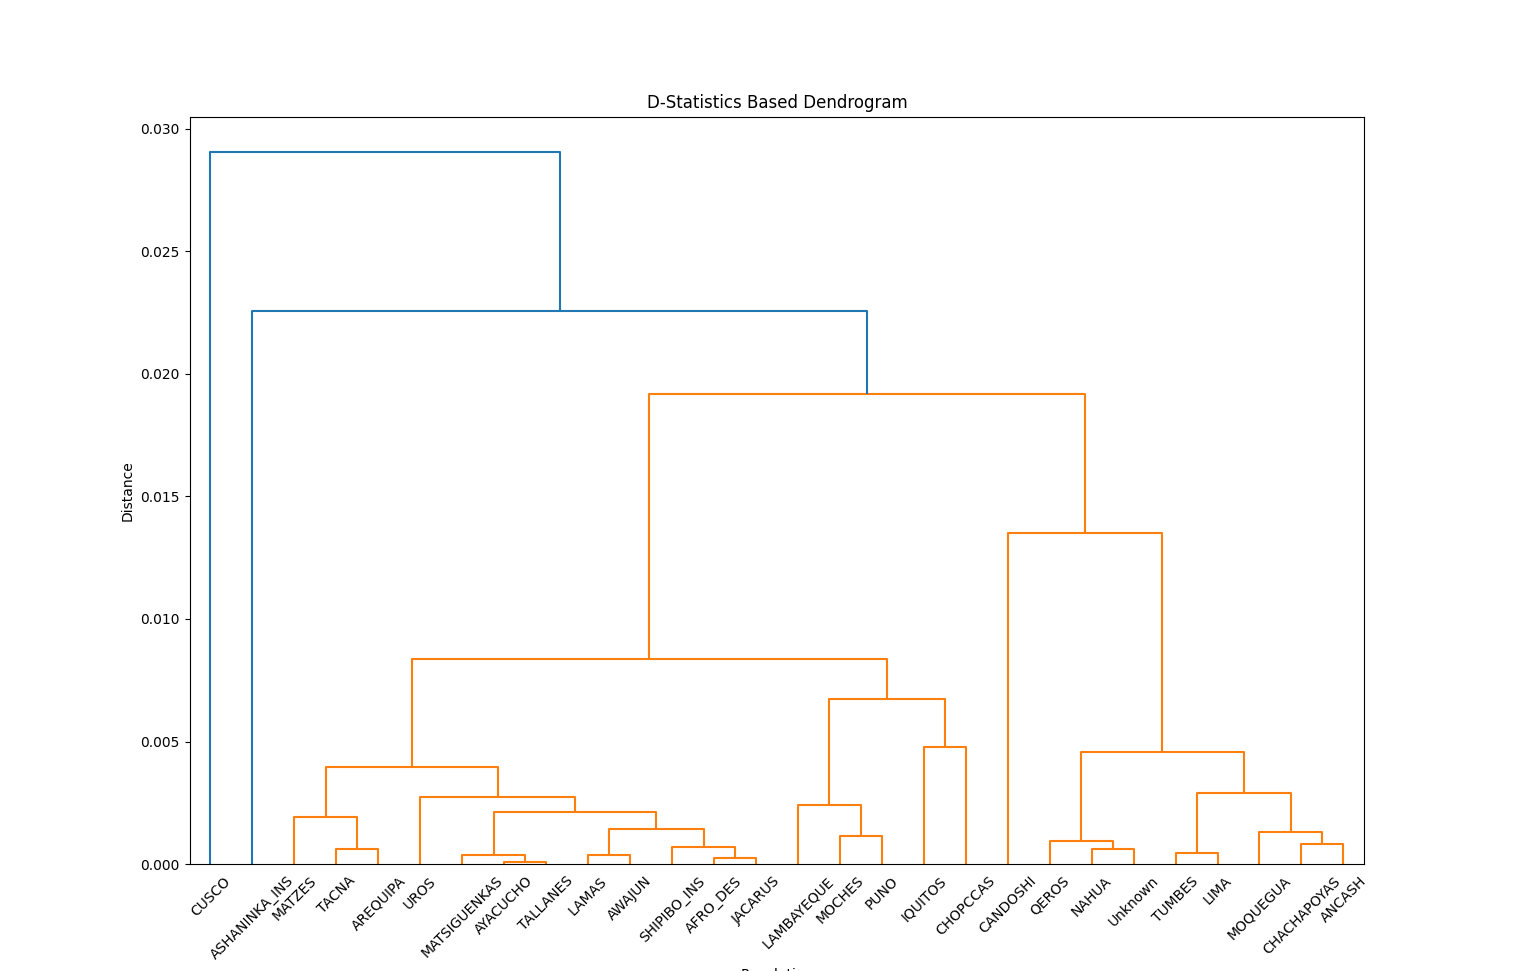 D-Statistics Based Dendrogram
0.030
0.025
0.020
0.015
0.010
0.005
0.000
Distance
CUSCO
ASHANINKA_INS
MATZES
TACNA
AREQUIPA
UROS
MATSIGUENKAS
AYACUCHO
TALLANES
LAMAS
AWAJUN
SHIPIBO_INS
AFRO_DES
JACARUS
LAMBAYEQUE
MOCHES
PUNO
IQUITOS
CHOPCCAS
CANDOSHI
QEROS
NAHUA
Unknown
TUMBES
LIMA
MOQUEGUA
CHACHAPOYAS
ANCASH